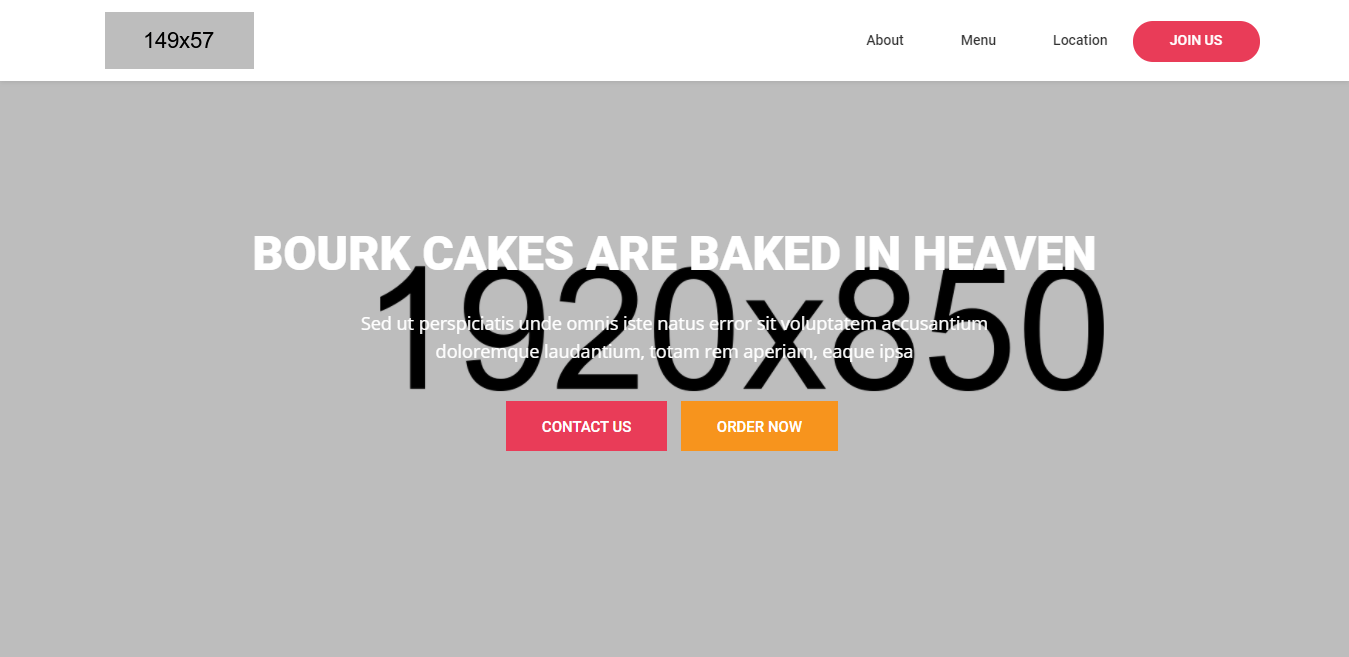 149x57
About
Menu
Location
JOIN US
BOURK CAKES ARE BAKED IN HEAVEN
1920x850
Sed ut perspiciatis unde omnis iste natus error sit voluptatem accusantium
doloremque laudantium, totam rem aperiam, eaque ipsa
CONTACT US
ORDER NOW